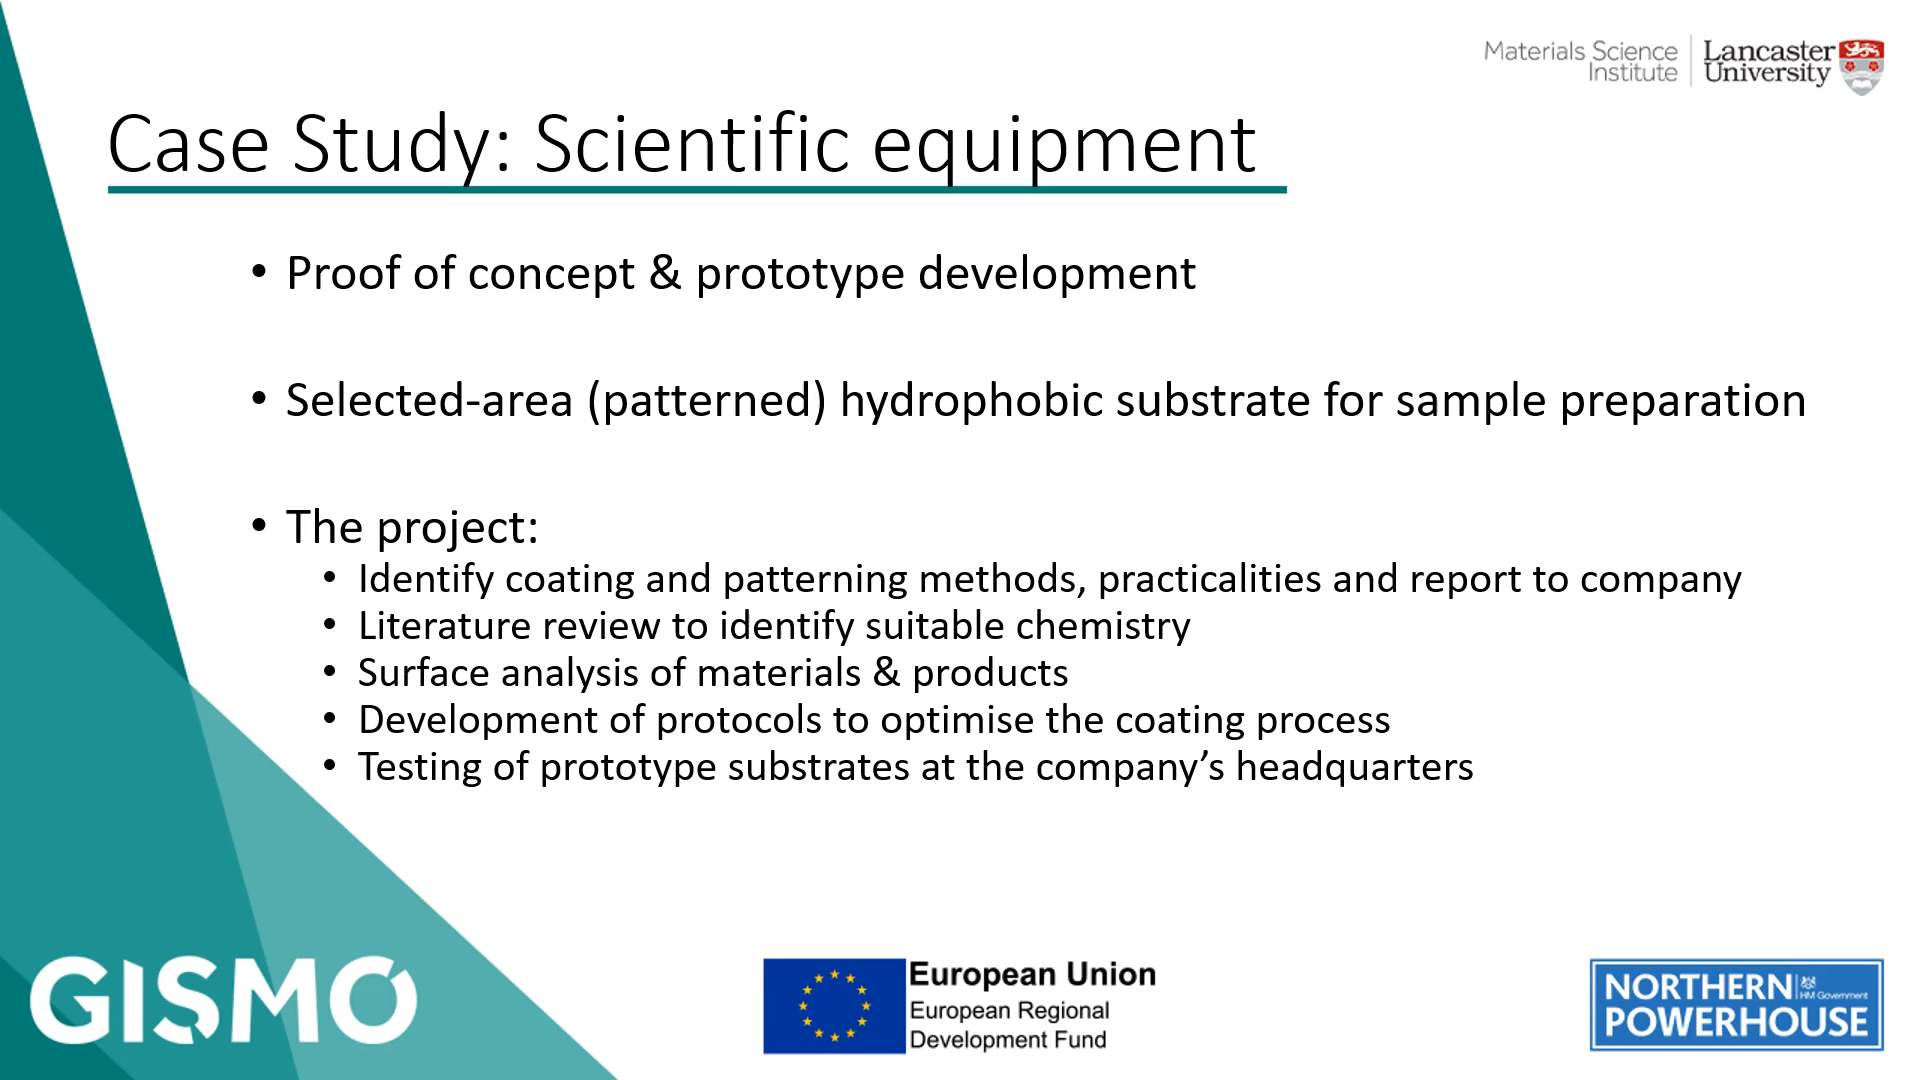 Materials Science
Institute
Lancaster
University
Case Study: Scientific equipment
• Proof of concept & prototype development
• Selected-area (patterned) hydrophobic substrate for sample preparation
• The project:
• Identify coating and patterning methods, practicalities and report to company
• Literature review to identify suitable chemistry
• Surface analysis of materials & products
• Development of protocols to optimise the coating process
• Testing of prototype substrates at the company’s headquarters
GISMO
European Union
European Regional
Development Fund
NORTHERN
HM Government
POWERHOUSE